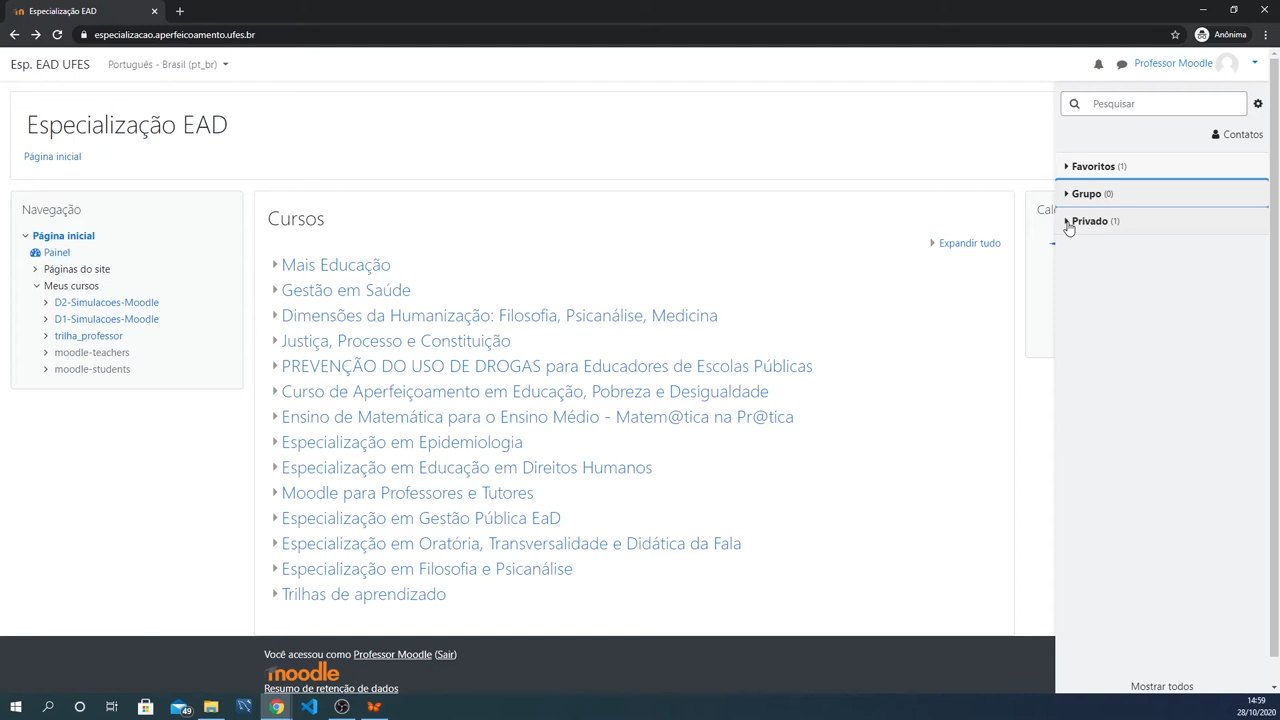 Especialização EAD
especializacao.aperfeicoamento.ufes.br
Anônima
Esp. EAD UFES
Português - Brasil (pt_br)
Professor Moodle
Especialização EAD
Página inicial
Pesquisar
Contatos
Favoritos (1)
Grupo (0)
Privado (1)
Navegação
Página inicial
Painel
Páginas do site
Meus cursos
D2-Simulacoes-Moodle
D1-Simulacoes-Moodle
trilha_professor
moodle-teachers
moodle-students
Cursos
Expandir tudo
Mais Educação
Gestão em Saúde
Dimensões da Humanização: Filosofia, Psicanálise, Medicina
Justiça, Processo e Constituição
PREVENÇÃO DO USO DE DROGAS para Educadores de Escolas Públicas
Curso de Aperfeiçoamento em Educação, Pobreza e Desigualdade
Ensino de Matemática para o Ensino Médio - Matem@tica na Pr@tica
Especialização em Epidemiologia
Especialização em Educação em Direitos Humanos
Moodle para Professores e Tutores
Especialização em Gestão Pública EaD
Especialização em Oratória, Transversalidade e Didática da Fala
Especialização em Filosofia e Psicanálise
Trilhas de aprendizado
Você acessou como Professor Moodle (Sair)
moodle
Resumo de retenção de dados
Mostrar todos
49
14:59
28/10/2020